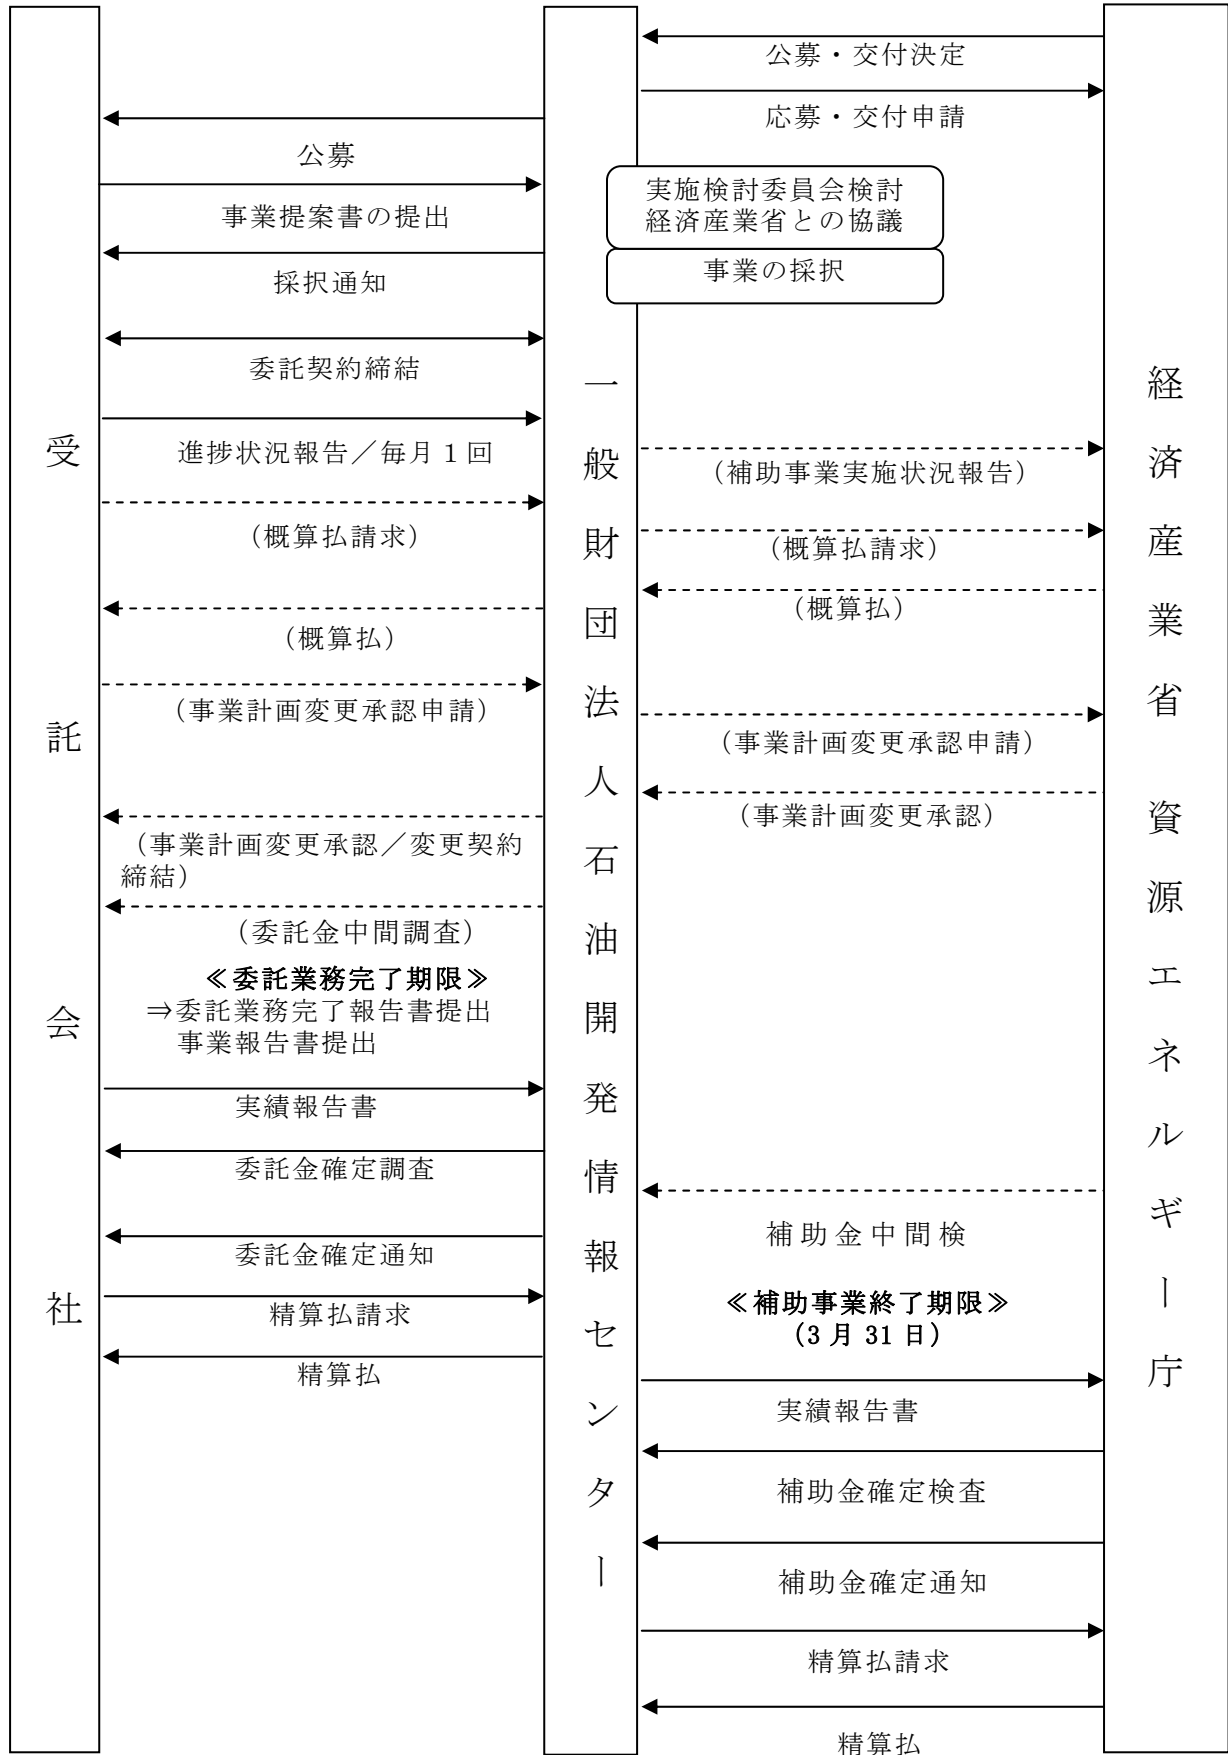 受託会社
公募
事業提案書の提出
採択通知
委託契約締結
進捗状況報告／毎月１回
（概算払請求）
（概算払）
（事業計画変更承認申請）
（事業計画変更承認／変更契約
締結）
（委託金中間調査）
≪委託業務完了期限≫
⇒委託業務完了報告書提出
事業報告書提出
実績報告書
委託金確定調査
委託金確定通知
精算払請求
精算払
一般財団法人石油開発情報センター
公募・交付決定
応募・交付申請
実施検討委員会検討
経済産業省との協議
事業の採択
（補助事業実施状況報告）
（概算払請求）
（概算払）
（事業計画変更承認申請）
（事業計画変更承認）
補助金中間検
≪補助事業終了期限≫
（3 月 31 日）
実績報告書
補助金確定検査
補助金確定通知
精算払請求
精算払
経済産業省　資源エネルギー庁